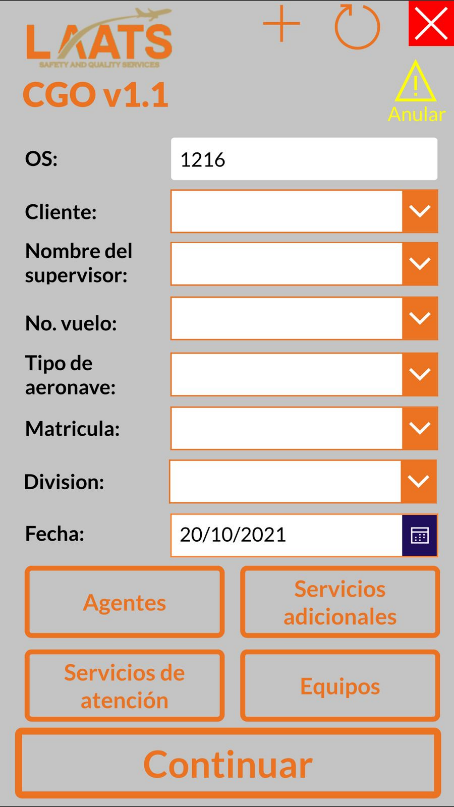 LAATS
SAFETY AND QUALITY SERVICES
CGO v1.1
Anular
OS:
1216
Cliente:
Nombre del
supervisor:
No. vuelo:
Tipo de
aeronave:
Matricula:
Division:
Fecha:
20/10/2021
Agentes
Servicios
adicionales
Servicios de
atención
Equipos
Continuar